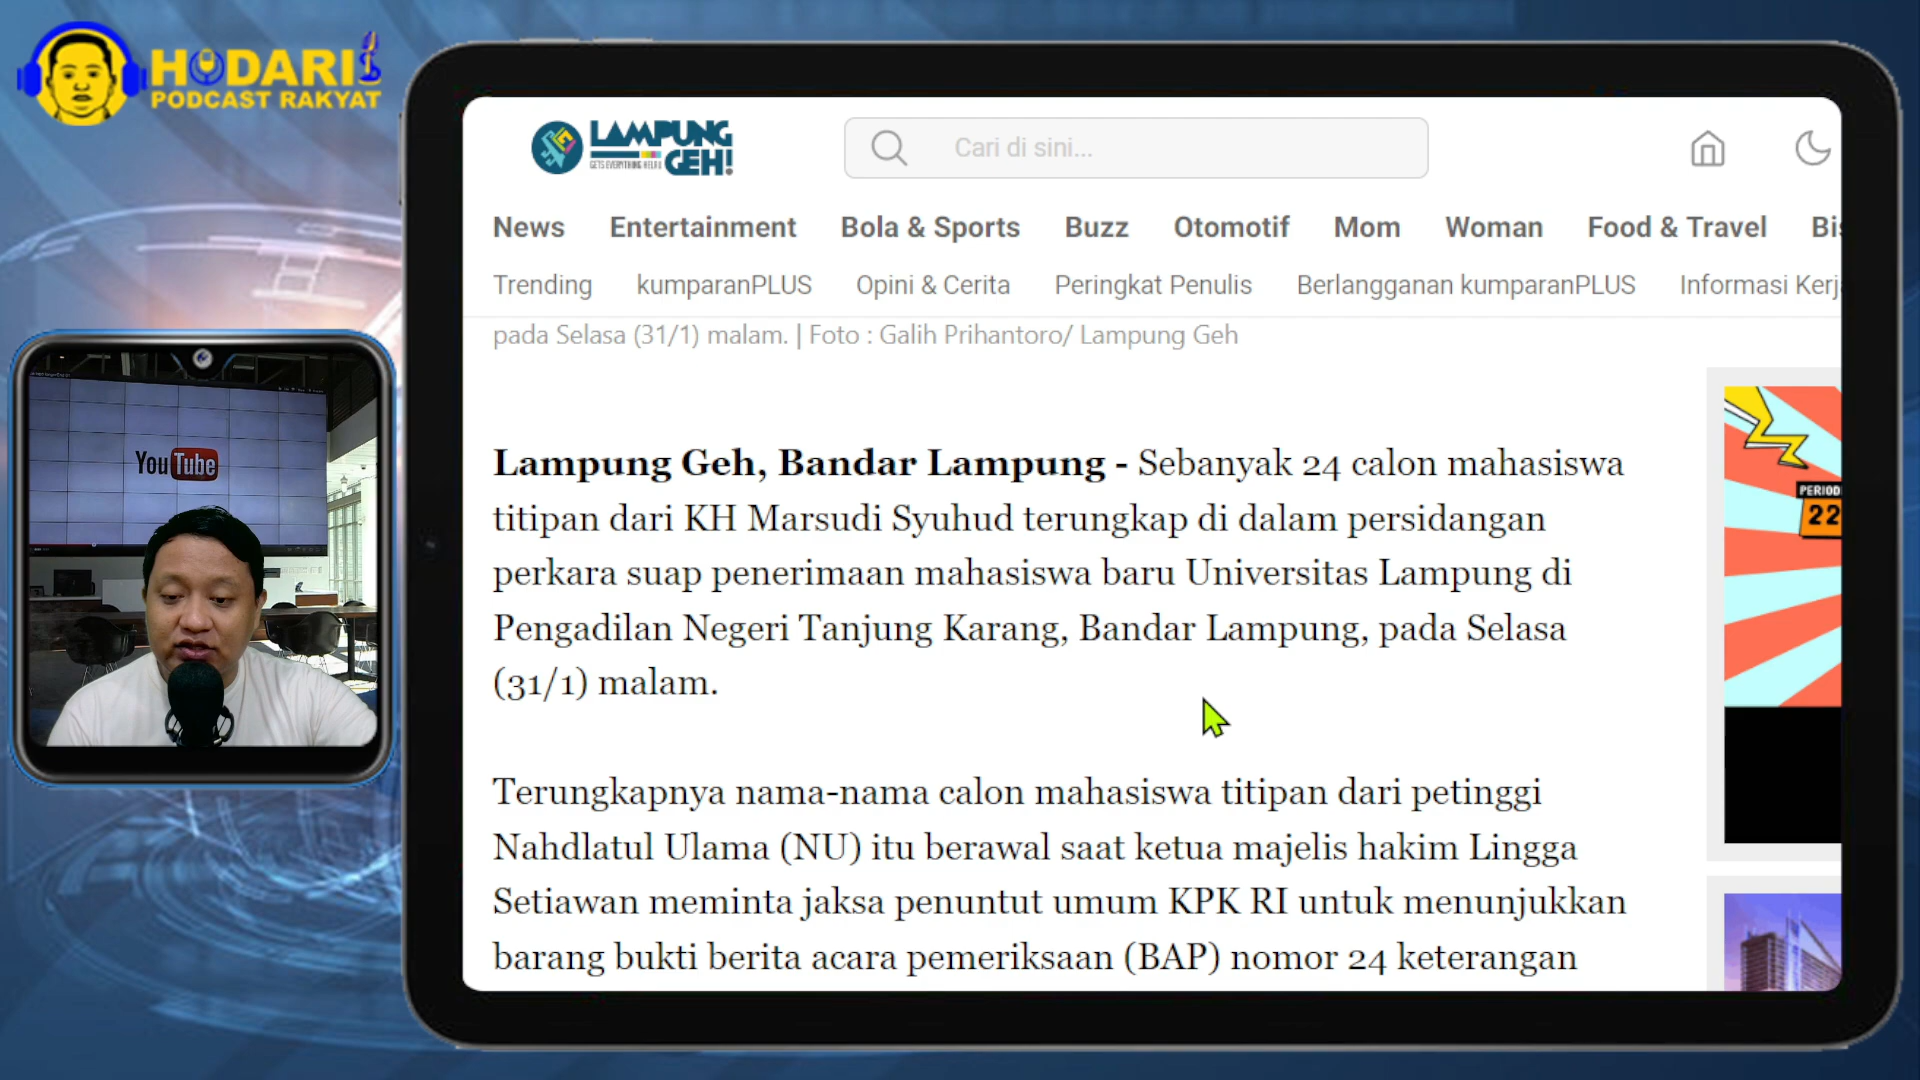 HODARI
PODCAST RAKYAT
LAMPUNG
GEH!
Cari di sini...
News Entertainment Bola & Sports Buzz Otomotif Mom Woman Food & Travel
Trending kumparanPLUS Opini & Cerita Peringkat Penulis Berlangganan kumparanPLUS Informasi
pada Selasa (31/1) malam. | Foto : Galih Prihantoro/ Lampung Geh
Lampung Geh, Bandar Lampung - Sebanyak 24 calon mahasiswa
titipan dari KH Marsudi Syuhud terungkap di dalam persidangan
perkara suap penerimaan mahasiswa baru Universitas Lampung di
Pengadilan Negeri Tanjung Karang, Bandar Lampung, pada Selasa
(31/1) malam.
Terungkapnya nama-nama calon mahasiswa titipan dari petinggi
Nahdlatul Ulama (NU) itu berawal saat ketua majelis hakim Lingga
Setiawan meminta jaksa penuntut umum KPK RI untuk menunjukkan
barang bukti berita acara pemeriksaan (BAP) nomor 24 keterangan
YouTube
PERIOD
22